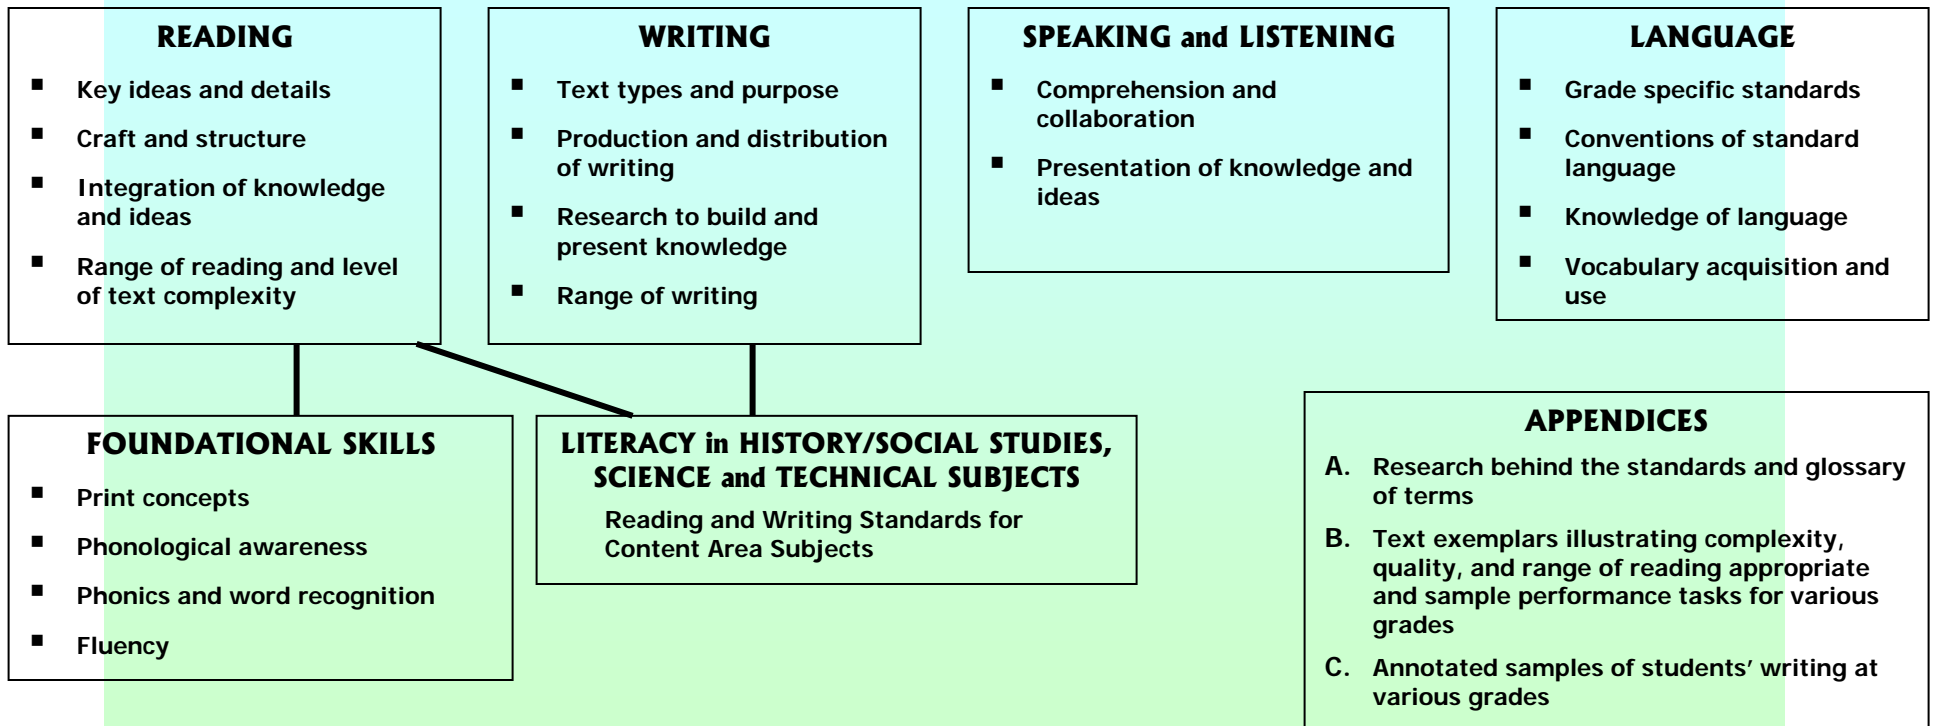 READING
Key ideas and details
Craft and structure
Integration of knowledge
and ideas
Range of reading and level
of text complexity
WRITING
Text types and purpose
Production and distribution
of writing
Research to build and
present knowledge
Range of writing
SPEAKING and LISTENING
Comprehension and
collaboration
Presentation of knowledge and
ideas
LANGUAGE
Grade specific standards
Conventions of standard
language
Knowledge of language
Vocabulary acquisition and
use
FOUNDATIONAL SKILLS
Print concepts
Phonological awareness
Phonics and word recognition
Fluency
LITERACY in HISTORY/SOCIAL STUDIES,
SCIENCE and TECHNICAL SUBJECTS
Reading and Writing Standards for
Content Area Subjects
APPENDICES
A. Research behind the standards and glossary
of terms
B. Text exemplars illustrating complexity,
quality, and range of reading appropriate
and sample performance tasks for various
grades
C. Annotated samples of students’ writing at
various grades